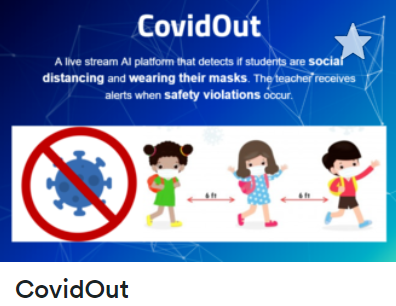 CovidOut
A live stream AI platform that detects if students are social
distancing and wearing their masks. The teacher receives
alerts when safety violations occur.
6 ft
6 ft
CovidOut